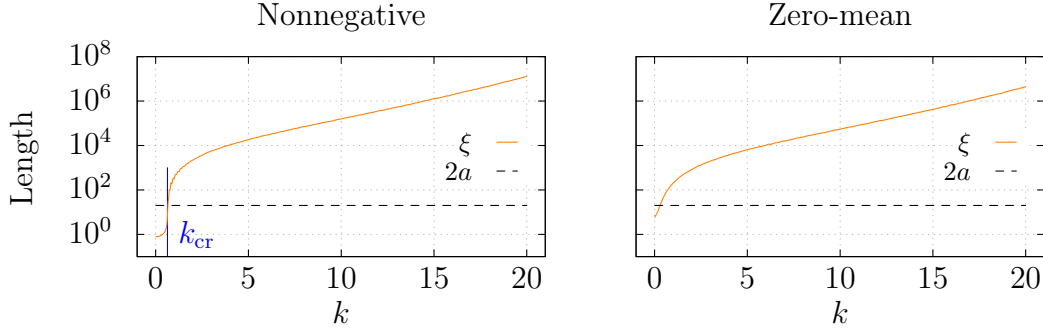 Nonnegative
Zero-mean
Length
10^8
10^6
10^4
10^2
10^0
ξ
2a
k_cr
0 5 10 15 20
k
ξ
2a
0 5 10 15 20
k